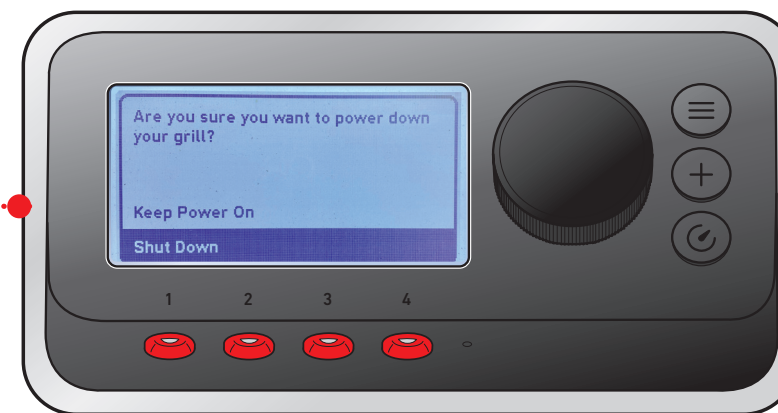 Are you sure you want to power down
your grill?
Keep Power On
Shut Down
1 2 3 4